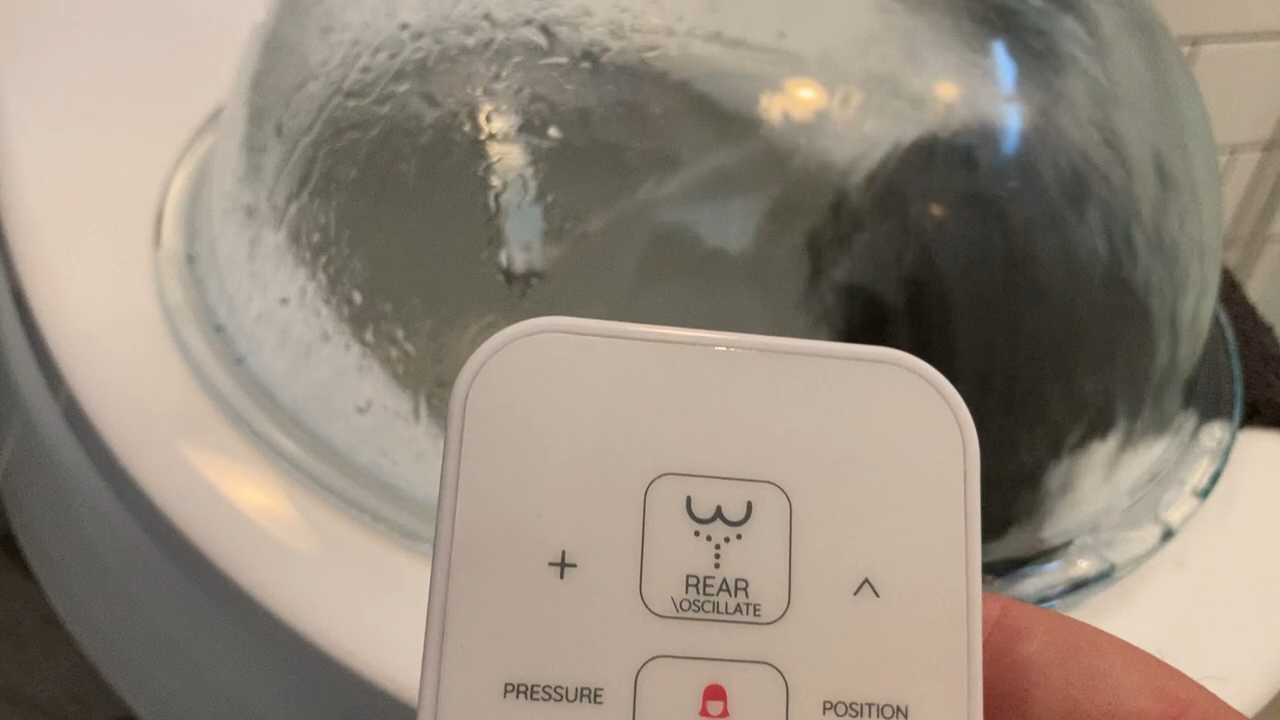 REAR
\OSCILLATE
+
^
PRESSURE
POSITION